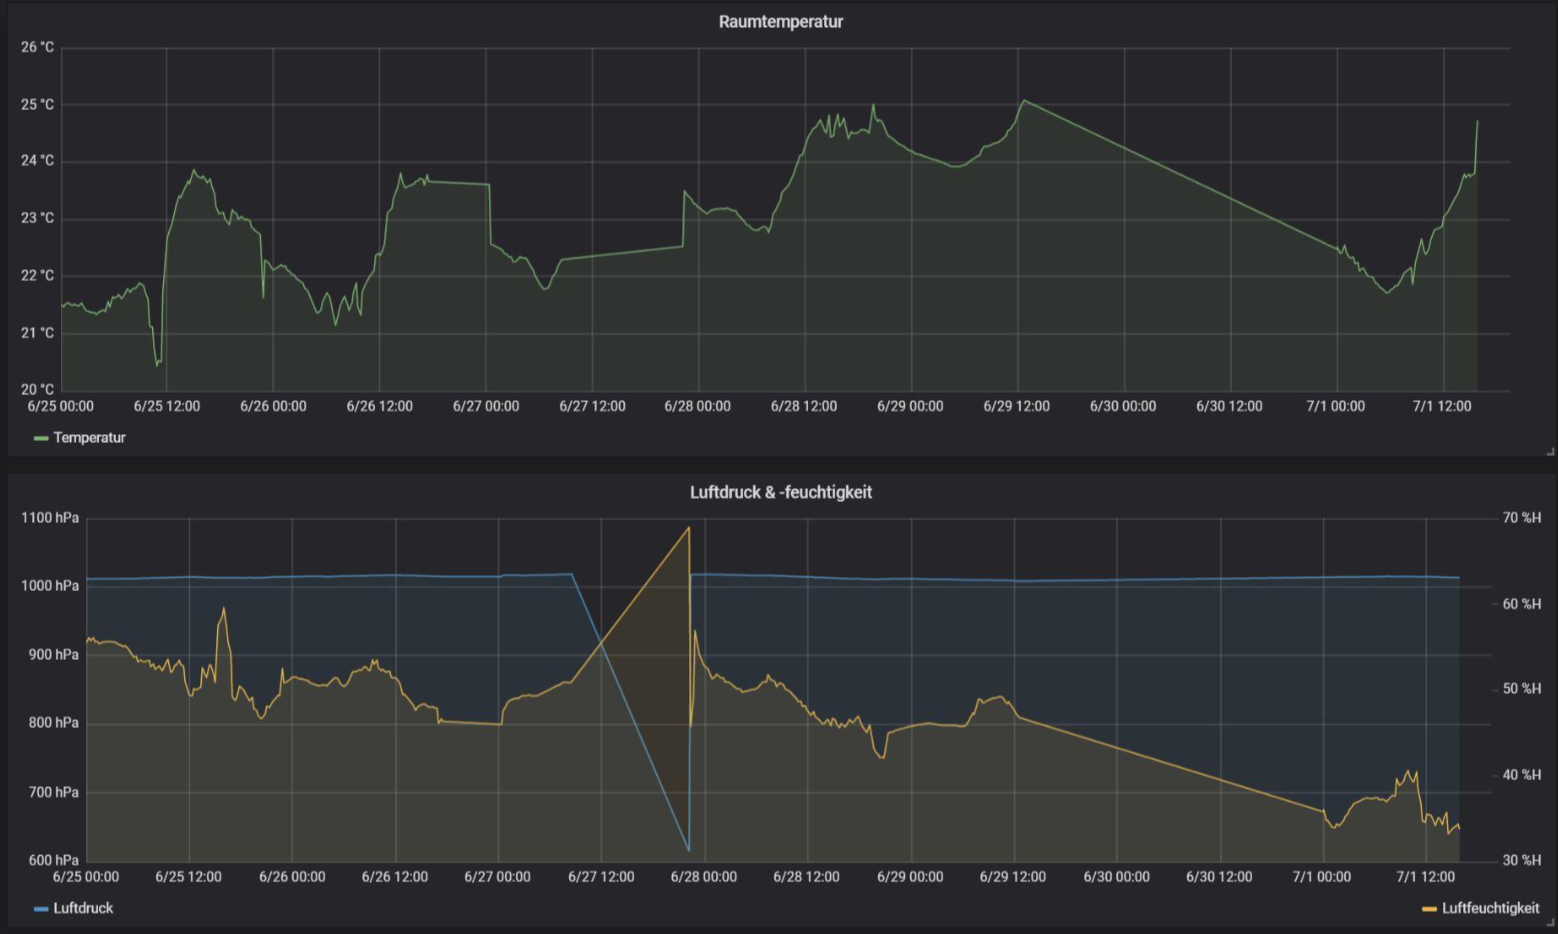 Raumtemperatur
26 °C
25 °C
24 °C
23 °C
22 °C
21 °C
20 °C
6/25 00:00 6/25 12:00 6/26 00:00 6/26 12:00 6/27 00:00 6/27 12:00 6/28 00:00 6/28 12:00 6/29 00:00 6/29 12:00 6/30 00:00 6/30 12:00 7/1 00:00 7/1 12:00
Temperatur
Luftdruck & -feuchtigkeit
1100 hPa 70 %H
1000 hPa
60 %H
900 hPa
50 %H
800 hPa
40 %H
700 hPa
600 hPa 30 %H
6/25 00:00 6/25 12:00 6/26 00:00 6/26 12:00 6/27 00:00 6/27 12:00 6/28 00:00 6/28 12:00 6/29 00:00 6/29 12:00 6/30 00:00 6/30 12:00 7/1 00:00 7/1 12:00
Luftdruck Luftfeuchtigkeit